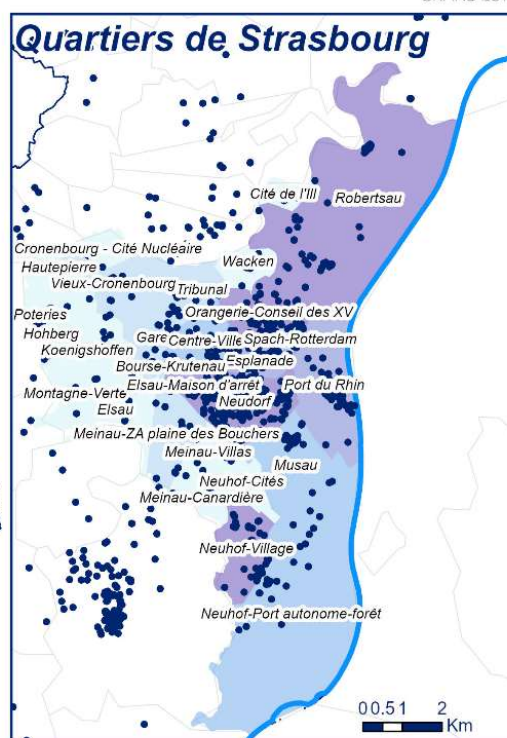 Quartiers de Strasbourg
Cité de l'Ill
Robertsau
Cronenbourg - Cité Nucléaire
Wacken
Hautepierre
Vieux-Cronenbourg
Tribunal
Poteries
Orangerie-Conseil des XV
Hohberg
Gare
Centre-Ville
Spach-Rotterdam
Koenigshoffen
Bourse-Krutenau
Esplanade
Elsau-Maison d'arrêt
Port du Rhin
Montagne-Verte
Neudorf
Elsau
Meinau-ZA plaine des Bouchers
Meinau-Villas
Musau
Neuhof-Cités
Meinau-Canardière
Neuhof-Village
Neuhof-Port autonome-forêt
0 0.5 1 2
Km